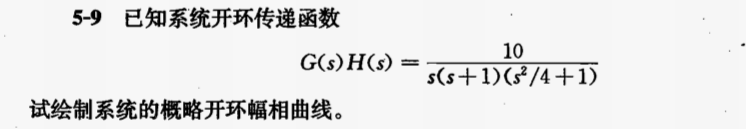 5-9 已知系统开环传递函数
G(s)H(s) = 10 / s(s+1)(s²/4+1)
试绘制系统的概略开环幅相曲线。